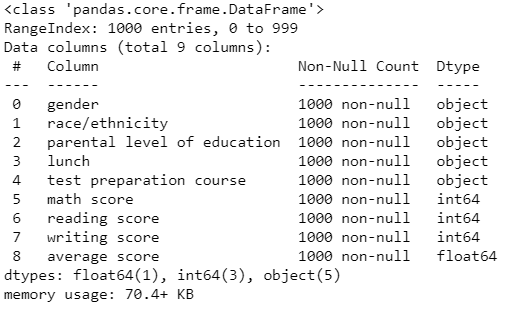 <class 'pandas.core.frame.DataFrame'>
RangeIndex: 1000 entries, 0 to 999
Data columns (total 9 columns):
 #   Column                       Non-Null Count  Dtype
---  ------                       --------------  -----
 0   gender                       1000 non-null   object
 1   race/ethnicity               1000 non-null   object
 2   parental level of education  1000 non-null   object
 3   lunch                        1000 non-null   object
 4   test preparation course      1000 non-null   object
 5   math score                   1000 non-null   int64
 6   reading score                1000 non-null   int64
 7   writing score                1000 non-null   int64
 8   average score                1000 non-null   float64
dtypes: float64(1), int64(3), object(5)
memory usage: 70.4+ KB